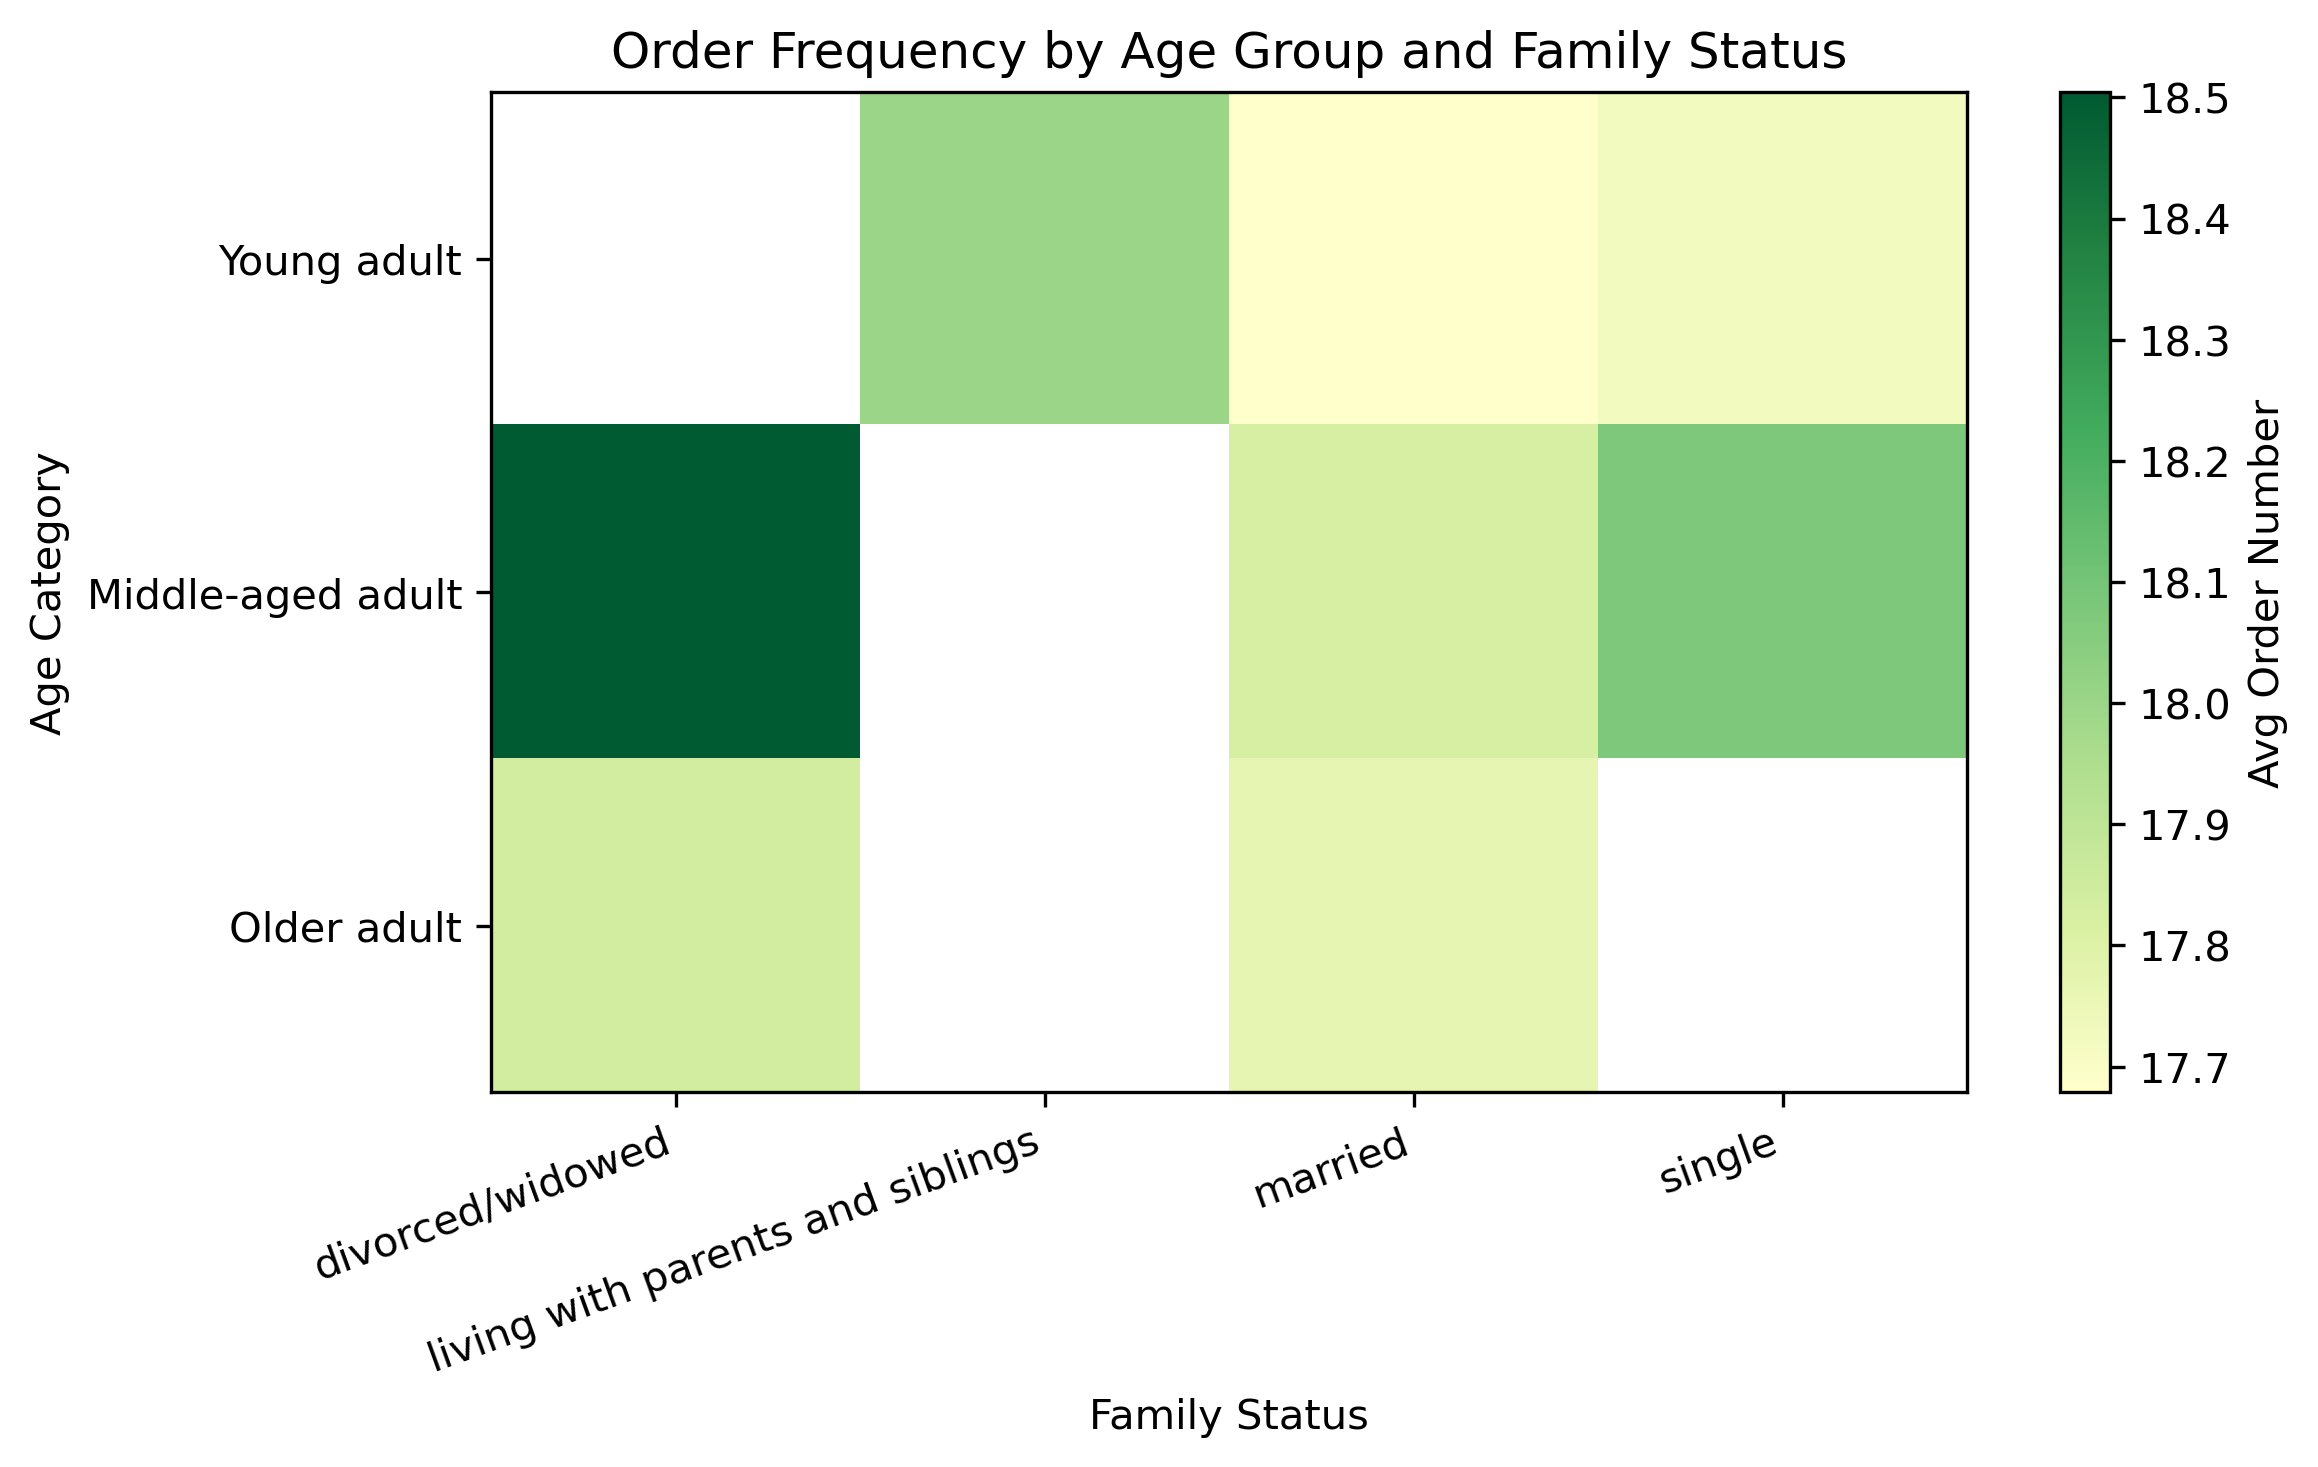 Order Frequency by Age Group and Family Status
Age Category
Young adult
Middle-aged adult
Older adult
divorced/widowed
living with parents and siblings
married
single
Family Status
18.5
18.4
18.3
18.2
18.1
18.0
17.9
17.8
17.7
Avg Order Number